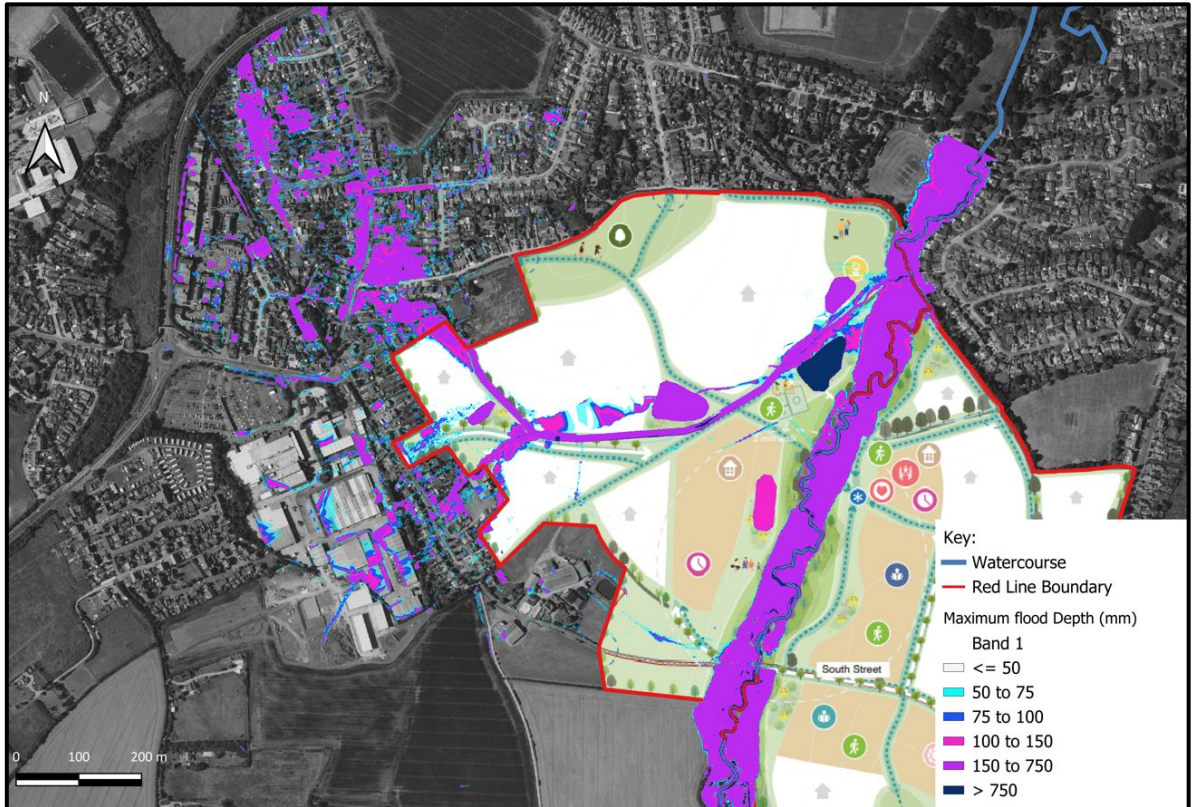 N
South Street
Key:
Watercourse
Red Line Boundary
Maximum flood Depth (mm)
Band 1
<= 50
50 to 75
75 to 100
100 to 150
150 to 750
> 750
0 100 200 m